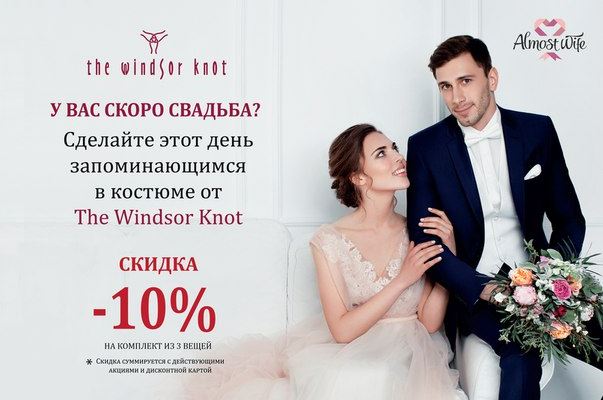 the windsor knot
Almost Wife
У ВАС СКОРО СВАДЬБА?
Сделайте этот день
запоминающимся
в костюме от
The Windsor Knot
СКИДКА
-10%
НА КОМПЛЕКТ ИЗ 3 ВЕЩЕЙ
* Скидка суммируется с действующими
акциями и дисконтной картой